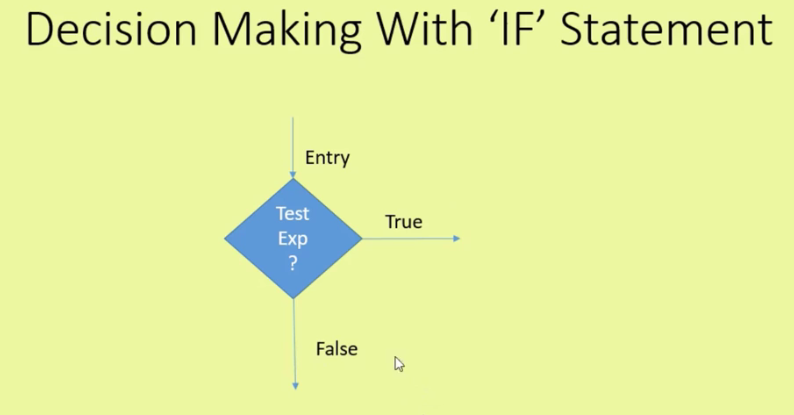 Decision Making With ‘IF’ Statement
Entry
Test
Exp
?
True
False